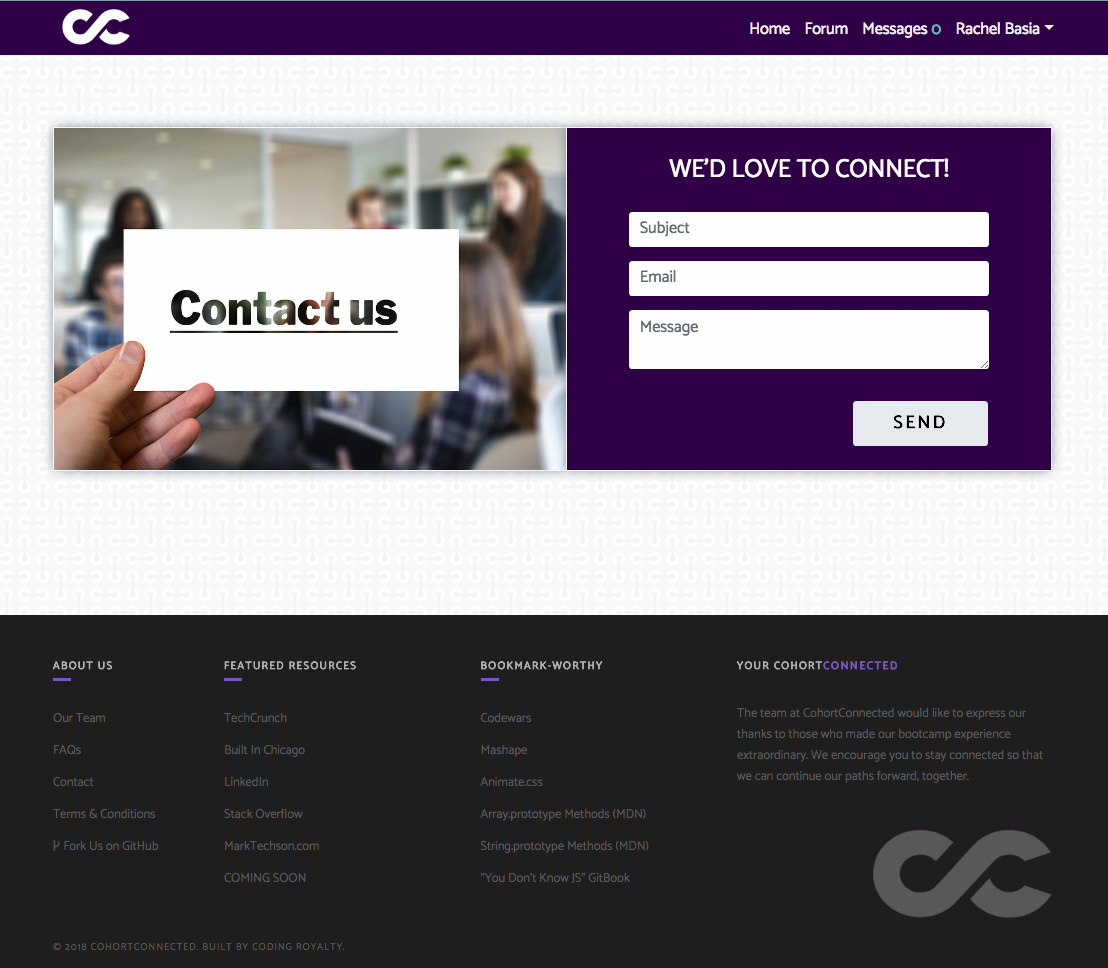 Home Forum Messages 0 Rachel Basia
Contact us
WE'D LOVE TO CONNECT!
Subject
Email
Message
SEND
ABOUT US
Our Team
FAQs
Contact
Terms & Conditions
Fork Us on GitHub
FEATURED RESOURCES
TechCrunch
Built In Chicago
LinkedIn
Stack Overflow
MarkTechson.com
COMING SOON
BOOKMARK-WORTHY
Codewars
Mashape
Animate.css
Array.prototype Methods (MDN)
String.prototype Methods (MDN)
"You Don't Know JS" GitBook
YOUR COHORTCONNECTED
The team at CohortConnected would like to express our
thanks to those who made our bootcamp experience
extraordinary. We encourage you to stay connected so that
we can continue our paths forward, together.
© 2018 COHORTCONNECTED. BUILT BY CODING ROYALTY.